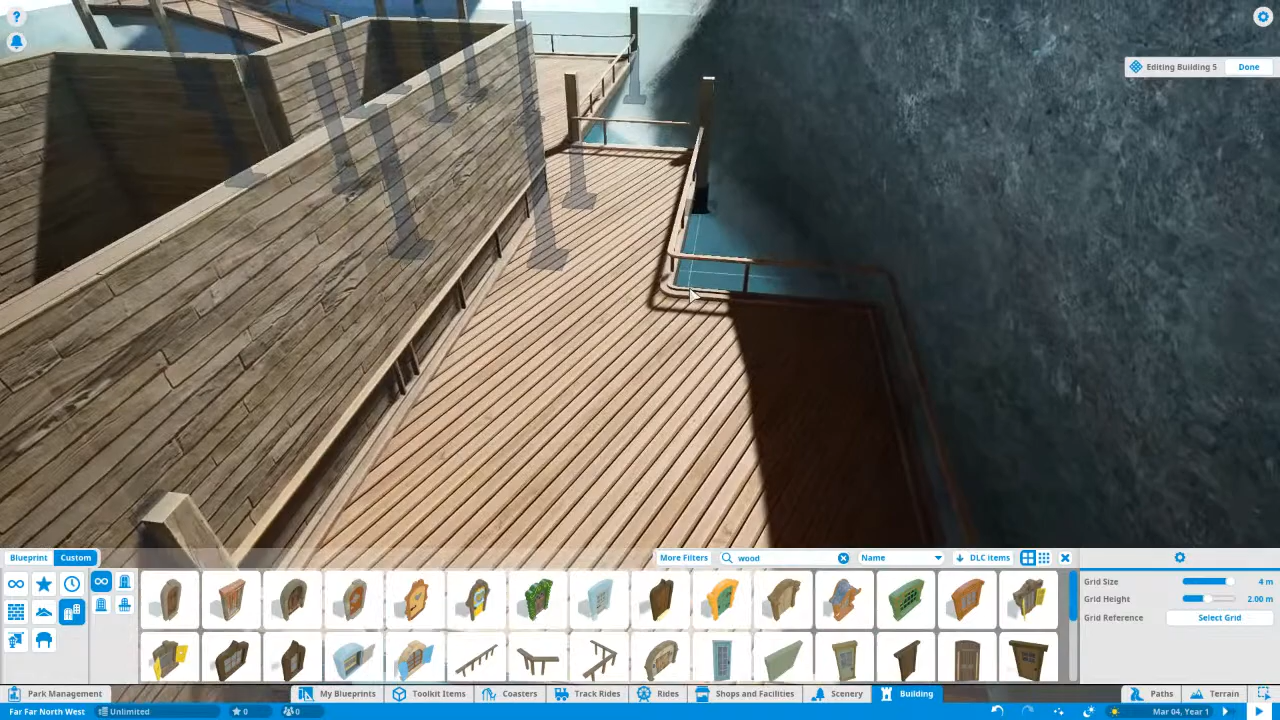 ?
Editing Building 5 Done
Blueprint Custom More Filters wood Name DLC items
Grid Size 4 m
Grid Height 2.00 m
Grid Reference Select Grid
Park Management My Blueprints Toolkit Items Coasters Track Rides Rides Shops and Facilities Scenery Building Paths Terrain
Far Far North West Unlimited 0 0 Mar 04, Year 1